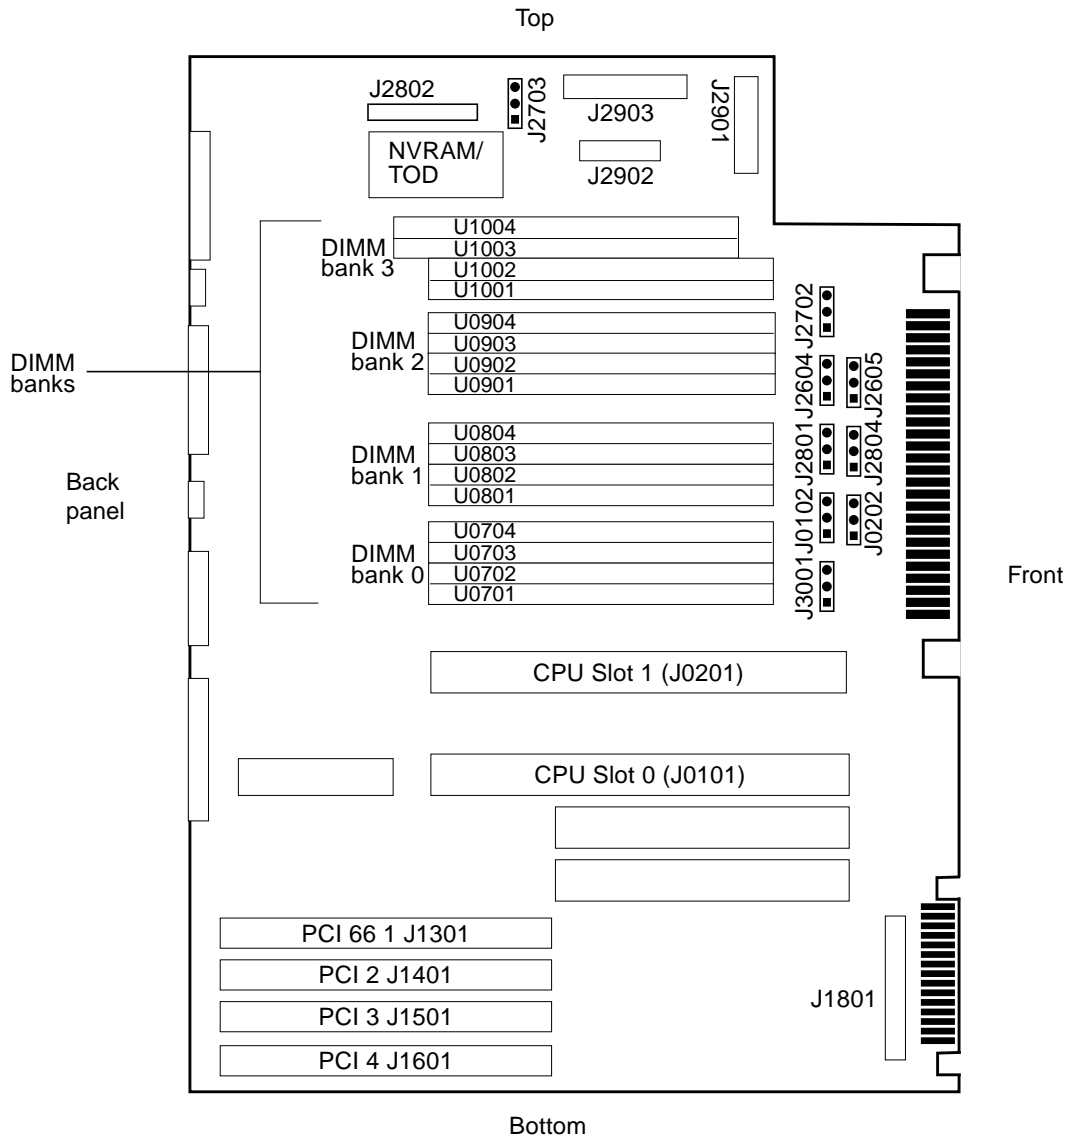 Top
J2802
J2703
J2903
J2901
NVRAM/
TOD
J2902
DIMM
bank 3
U1004
U1003
U1002
U1001
DIMM
bank 2
U0904
U0903
U0902
U0901
DIMM
banks
DIMM
bank 1
U0804
U0803
U0802
U0801
Back
panel
DIMM
bank 0
U0704
U0703
U0702
U0701
J2702
J2604
J2605
J2801
J2804
J0102
J0202
J3001
Front
CPU Slot 1 (J0201)
CPU Slot 0 (J0101)
PCI 66 1 J1301
PCI 2 J1401
PCI 3 J1501
PCI 4 J1601
J1801
Bottom